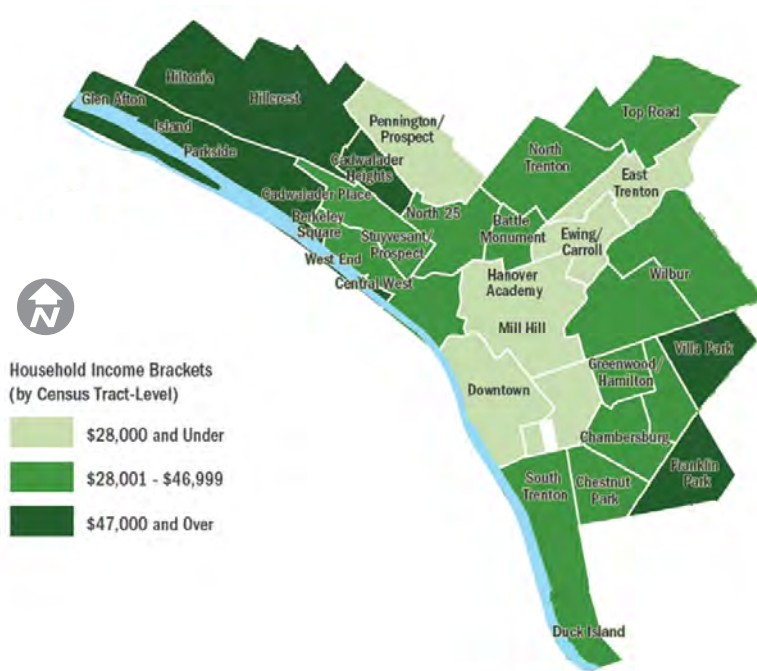 Hiltonia
Glen Afton
Hillcrest
Island
Parkside
Pennington/
Prospect
Cadwalader
Heights
Top Road
North
Trenton
East
Trenton
Cadwalader Place
North 25
Berkeley
Square
Battle
Monument
Ewing/
Carroll
Stuyvesant/
Prospect
West End
Central West
Hanover
Academy
Wilbur
Mill Hill
N
Villa Park
Greenwood/
Hamilton
Downtown
Chambersburg
Franklin
Park
South
Trenton
Chestnut
Park
Duck Island
Household Income Brackets
(by Census Tract-Level)
$28,000 and Under
$28,001 - $46,999
$47,000 and Over